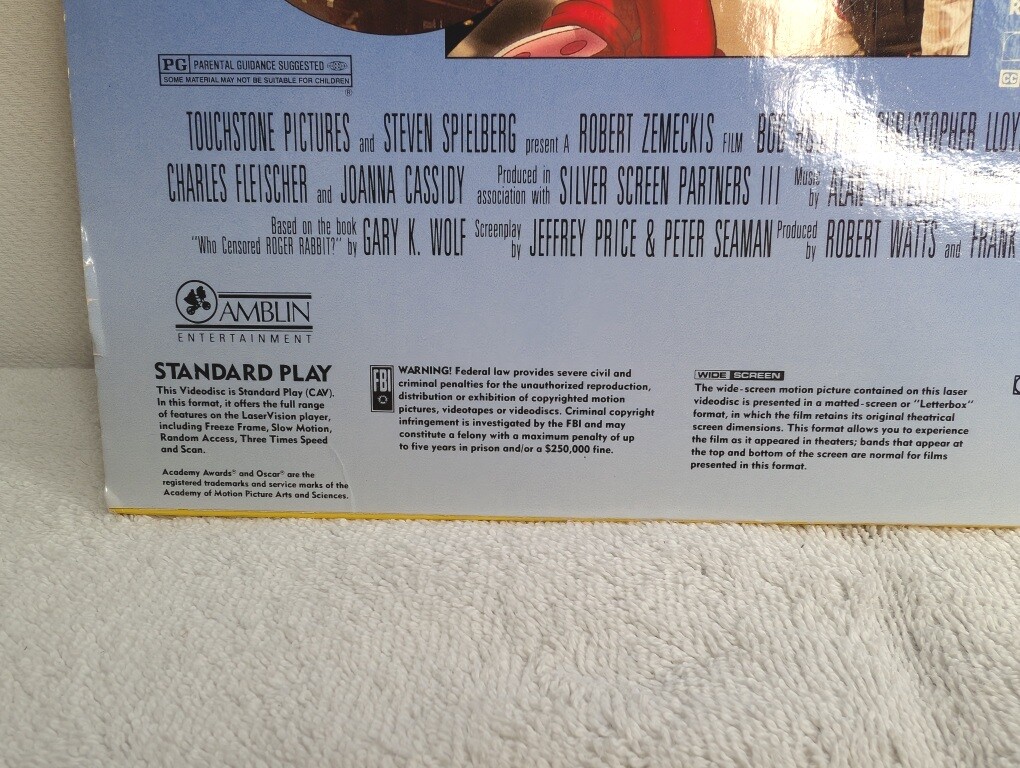 PG PARENTAL GUIDANCE SUGGESTED
SOME MATERIAL MAY NOT BE SUITABLE FOR CHILDREN
®
CC
TOUCHSTONE PICTURES and STEVEN SPIELBERG present A ROBERT ZEMECKIS FILM BOB CHRISTOPHER LLOY
CHARLES FLEISCHER and JOANNA CASSIDY Produced in association with SILVER SCREEN PARTNERS III Music by ALAN SILVESTRI
Based on the book "Who Censored ROGER RABBIT?" by GARY K. WOLF Screenplay by JEFFREY PRICE & PETER SEAMAN Produced by ROBERT WATTS and FRANK
AMBLIN
ENTERTAINMENT
STANDARD PLAY
This Videodisc is Standard Play (CAV).
In this format, it offers the full range
of features on the LaserVision player,
including Freeze Frame, Slow Motion,
Random Access, Three Times Speed
and Scan.
Academy Awards® and Oscar® are the
registered trademarks and service marks of the
Academy of Motion Picture Arts and Sciences.
FBI
WARNING! Federal law provides severe civil and
criminal penalties for the unauthorized reproduction,
distribution or exhibition of copyrighted motion
pictures, videotapes or videodiscs. Criminal copyright
infringement is investigated by the FBI and may
constitute a felony with a maximum penalty of up
to five years in prison and/or a $250,000 fine.
WIDE SCREEN
The wide-screen motion picture contained on this laser
videodisc is presented in a matted-screen or "Letterbox"
format, in which the film retains its original theatrical
screen dimensions. This format allows you to experience
the film as it appeared in theaters; bands that appear at
the top and bottom of the screen are normal for films
presented in this format.